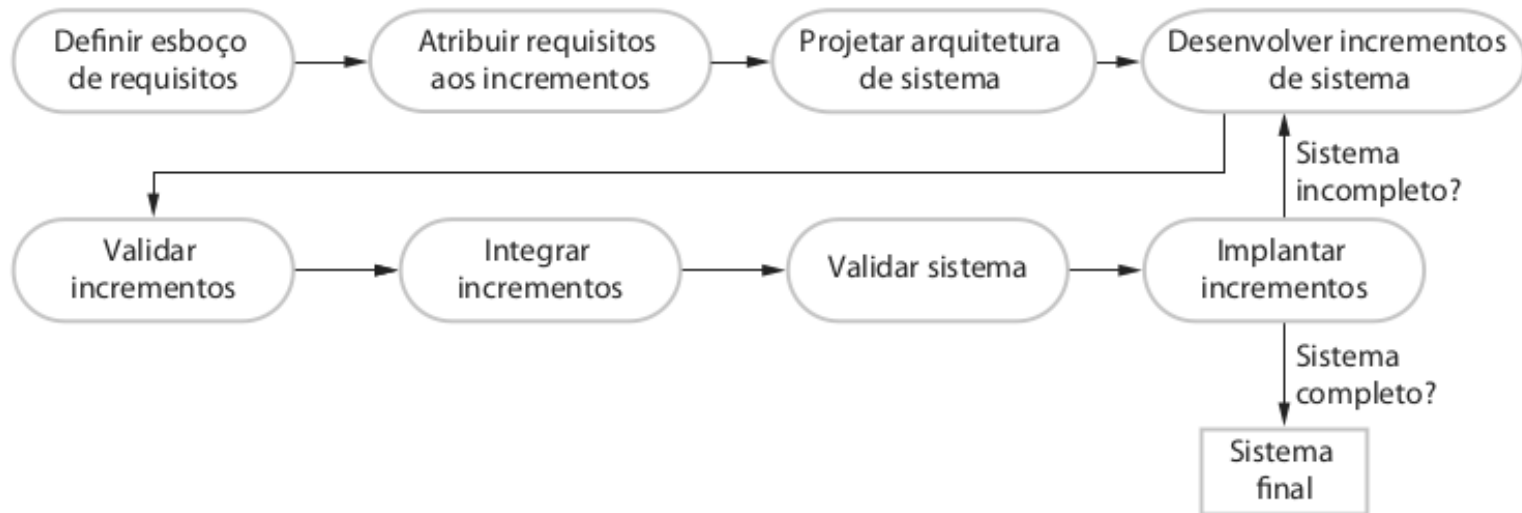 Definir esboço
de requisitos
Atribuir requisitos
aos incrementos
Projetar arquitetura
de sistema
Desenvolver incrementos
de sistema
Sistema
incompleto?
Validar
incrementos
Integrar
incrementos
Validar sistema
Implantar
incrementos
Sistema
completo?
Sistema
final